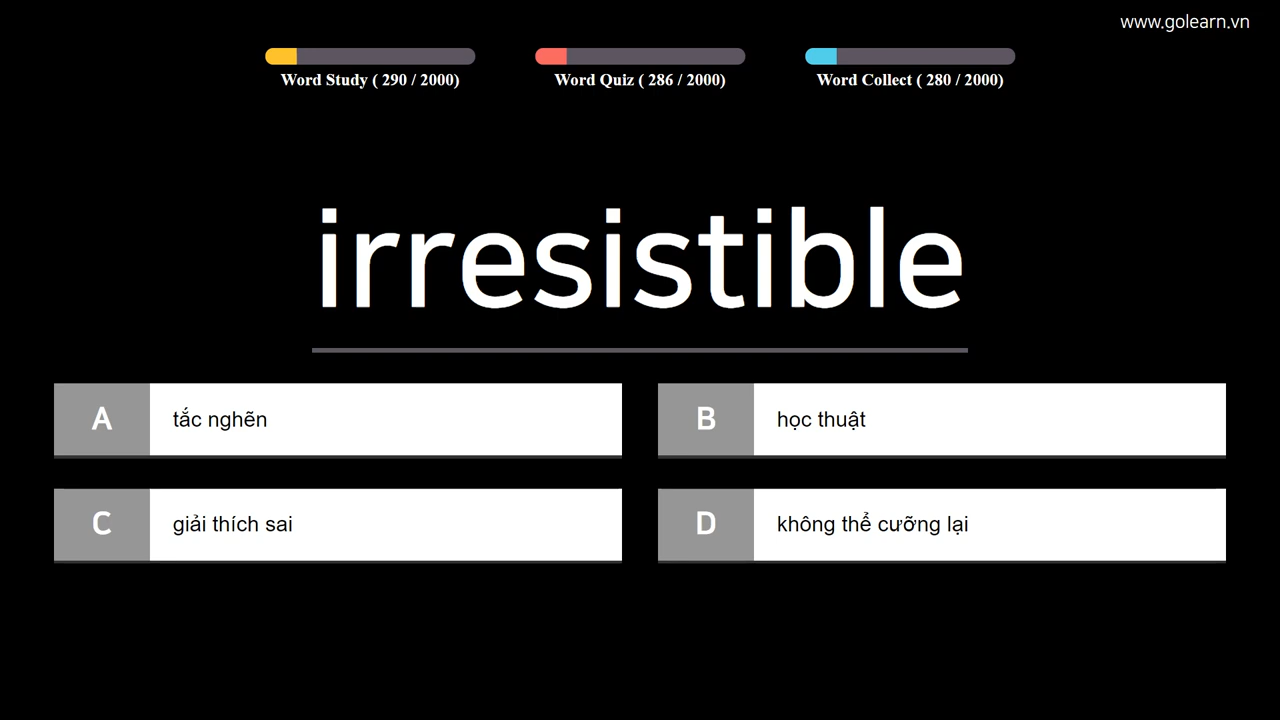 www.golearn.vn
Word Study ( 290 / 2000)
Word Quiz ( 286 / 2000)
Word Collect ( 280 / 2000)
irresistible
A tắc nghẽn
B học thuật
C giải thích sai
D không thể cưỡng lại